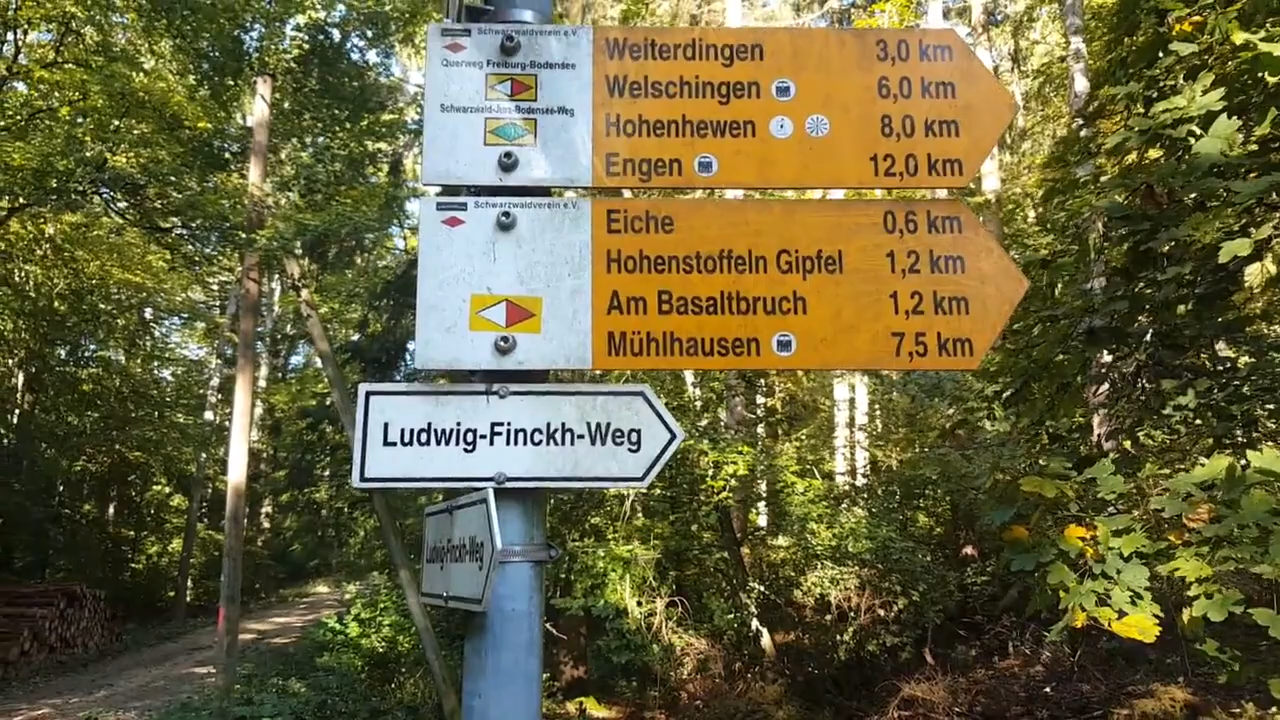 Schwarzwaldverein e.V.
Querweg Freiburg-Bodensee
Schwarzwald-Jura-Bodensee-Weg
Weiterdingen 3,0 km
Welschingen 6,0 km
Hohenhewen 8,0 km
Engen 12,0 km
Schwarzwaldverein e.V.
Eiche 0,6 km
Hohenstoffeln Gipfel 1,2 km
Am Basaltbruch 1,2 km
Mühlhausen 7,5 km
Ludwig-Finckh-Weg
Ludwig-Finckh-Weg